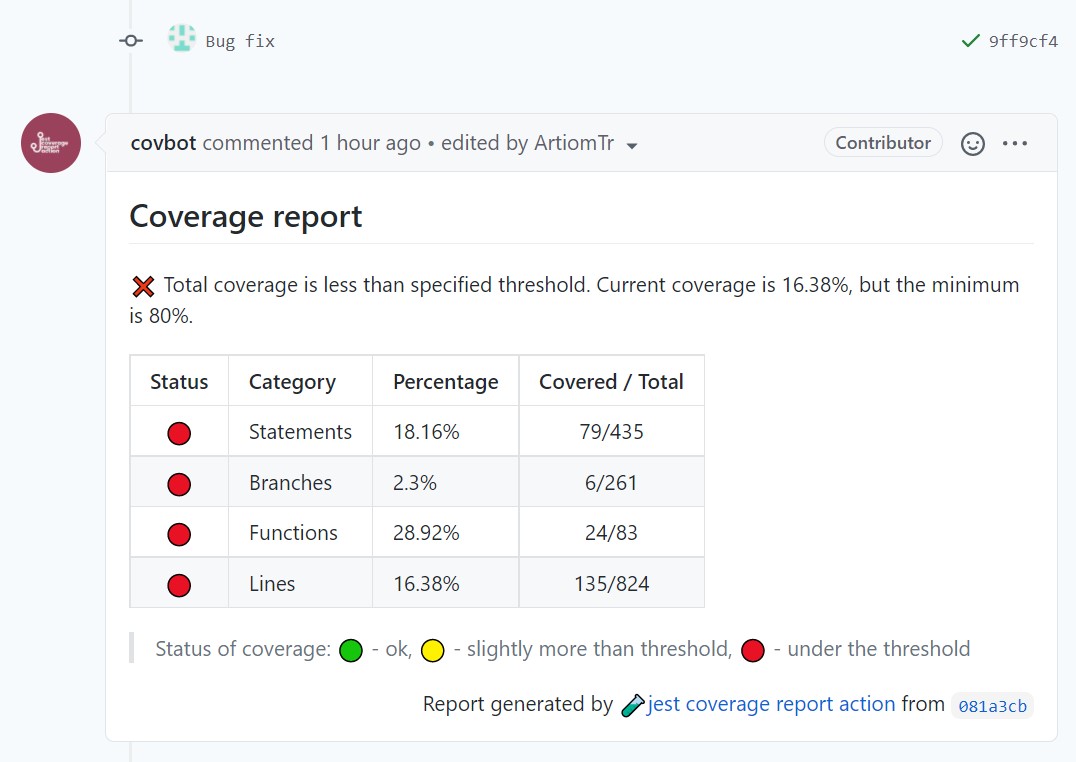 Bug fix 9ff9cf4
jest coverage report action
covbot commented 1 hour ago • edited by ArtiomTr Contributor
Coverage report
Total coverage is less than specified threshold. Current coverage is 16.38%, but the minimum
is 80%.
Status Category Percentage Covered / Total
Statements 18.16% 79/435
Branches 2.3% 6/261
Functions 28.92% 24/83
Lines 16.38% 135/824
Status of coverage: - ok, - slightly more than threshold, - under the threshold
Report generated by jest coverage report action from 081a3cb